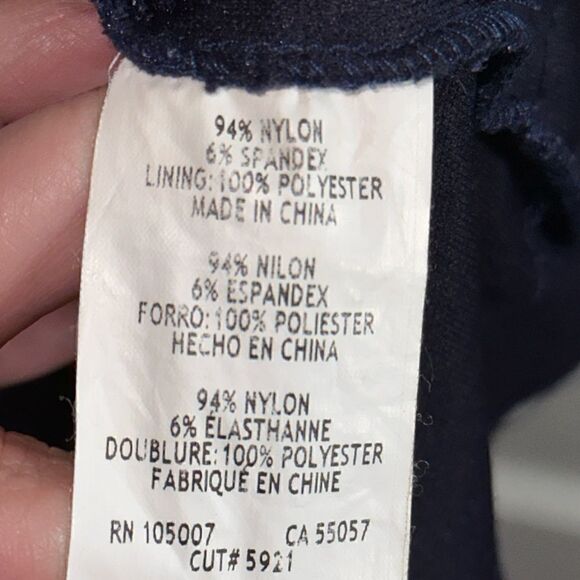 94% NYLON
6% SPANDEX
LINING: 100% POLYESTER
MADE IN CHINA
94% NILON
6% ESPANDEX
FORRO: 100% POLIESTER
HECHO EN CHINA
94% NYLON
6% ÉLASTHANNE
DOUBLURE: 100% POLYESTER
FABRIQUÉ EN CHINE
RN 105007 CA 55057
CUT# 5921